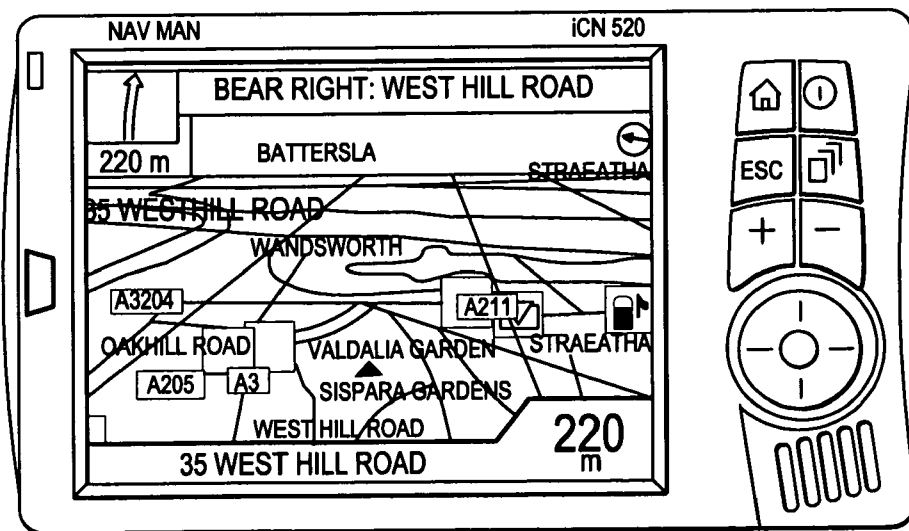 NAV MAN
iCN 520
BEAR RIGHT: WEST HILL ROAD
220 m
BATTERSLA
STRAEATHA
35 WESTHILL ROAD
WANDSWORTH
A3204
A211
OAKHILL ROAD
VALDALIA GARDEN
STRAEATHA
A205
A3
SISPARA GARDENS
WEST HILL ROAD
220
m
35 WEST HILL ROAD
ESC